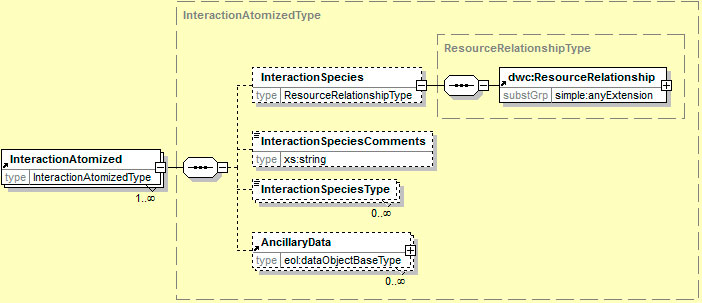 InteractionAtomizedType
ResourceRelationshipType
InteractionSpecies
type ResourceRelationshipType
dwc:ResourceRelationship
substGrp simple:anyExtension
InteractionSpeciesComments
type xs:string
InteractionAtomized
type InteractionAtomizedType
1..∞
InteractionSpeciesType
0..∞
AncillaryData
type eol:dataObjectBaseType
0..∞